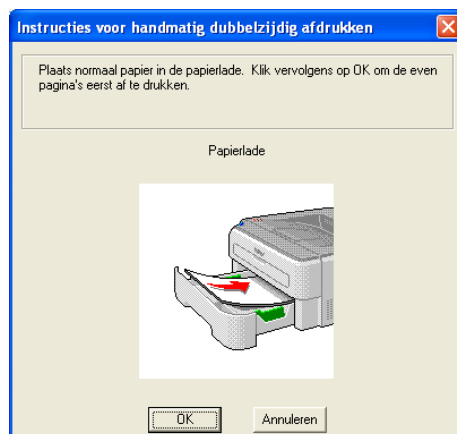 Instructies voor handmatig dubbelzijdig afdrukken
Plaats normaal papier in de papierlade. Klik vervolgens op OK om de even
pagina's eerst af te drukken.
Papierlade
OK
Annuleren